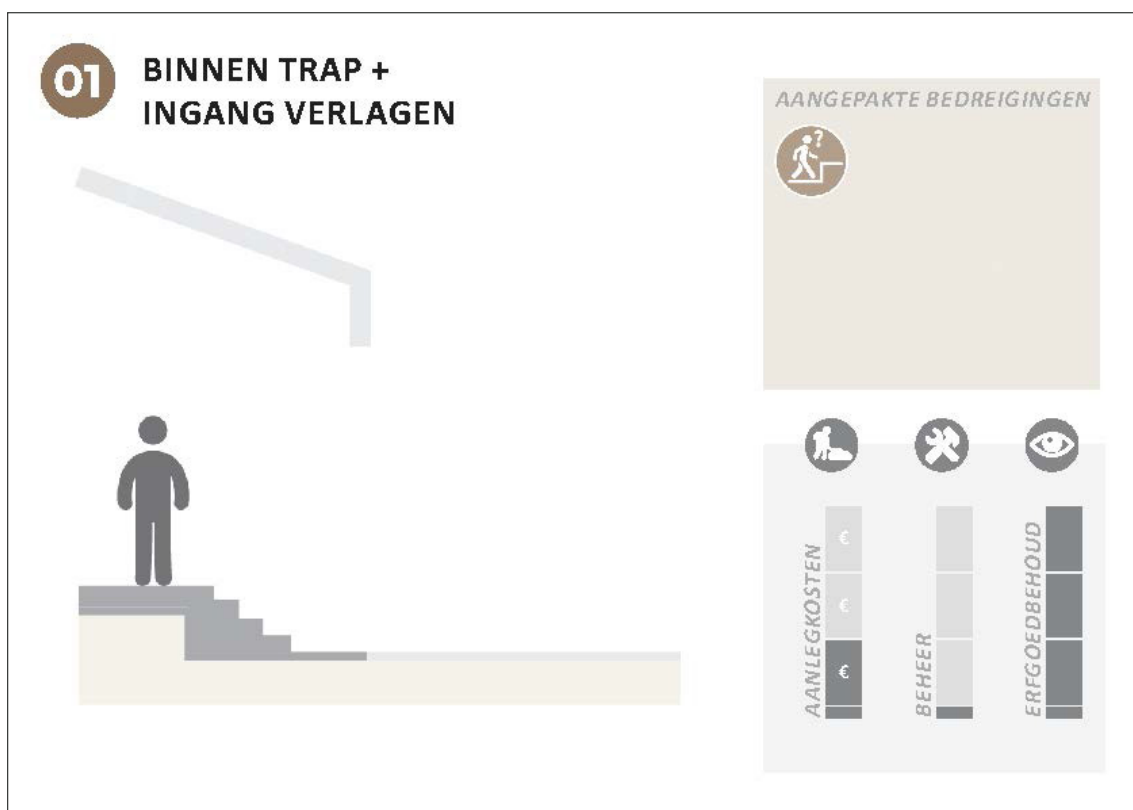 01
BINNEN TRAP +
INGANG VERLAGEN
AANGEPAKTE BEDREIGINGEN
?
AANLEGKOSTEN
€
€
€
BEHEER
ERFGOEDBEHOUD